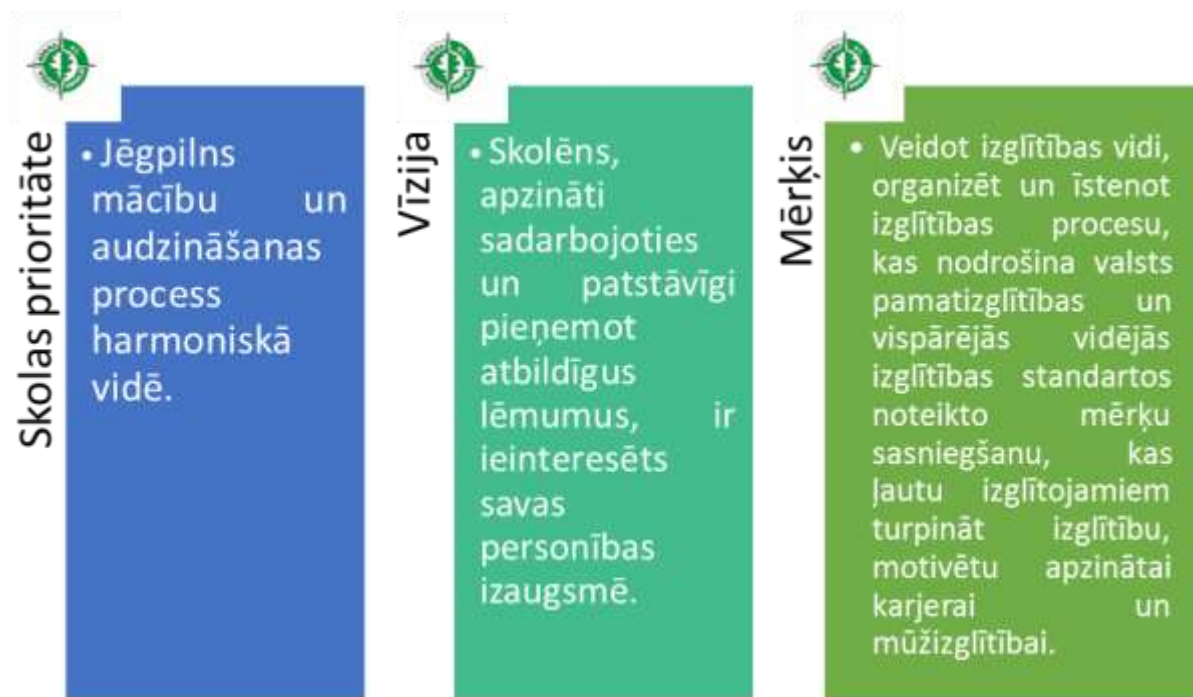 Skolas prioritāte
• Jēgpilns
mācību un
audzināšanas
process
harmoniskā
vidē.
Vīzija
• Skolēns,
apzināti
sadarbojoties
un patstāvīgi
pieņemot
atbildīgus
lēmumus, ir
ieinteresēts
savas
personības
izaugsmē.
Mērķis
• Veidot izglītības vidi,
organizēt un īstenot
izglītības procesu,
kas nodrošina valsts
pamatizglītības un
vispārējās vidējās
izglītības standartos
noteikto mērķu
sasniegšanu, kas
ļautu izglītojamiem
turpināt izglītību,
motivētu apzinātai
karjerai un
mūžizglītībai.